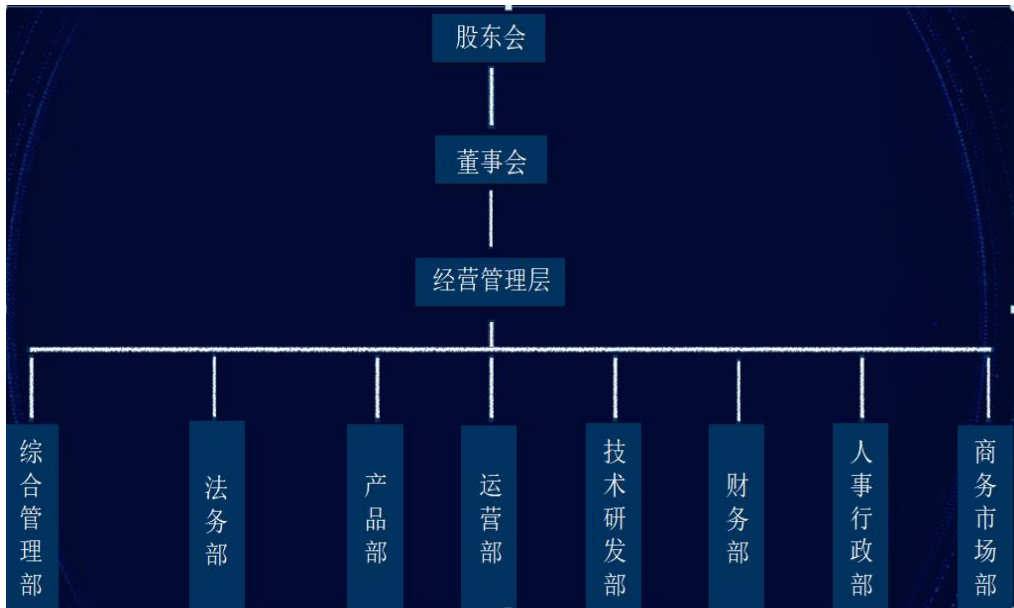 股东会
董事会
经营管理层
综合管理部
法务部
产品部
运营部
技术研发部
财务部
人事行政部
商务市场部